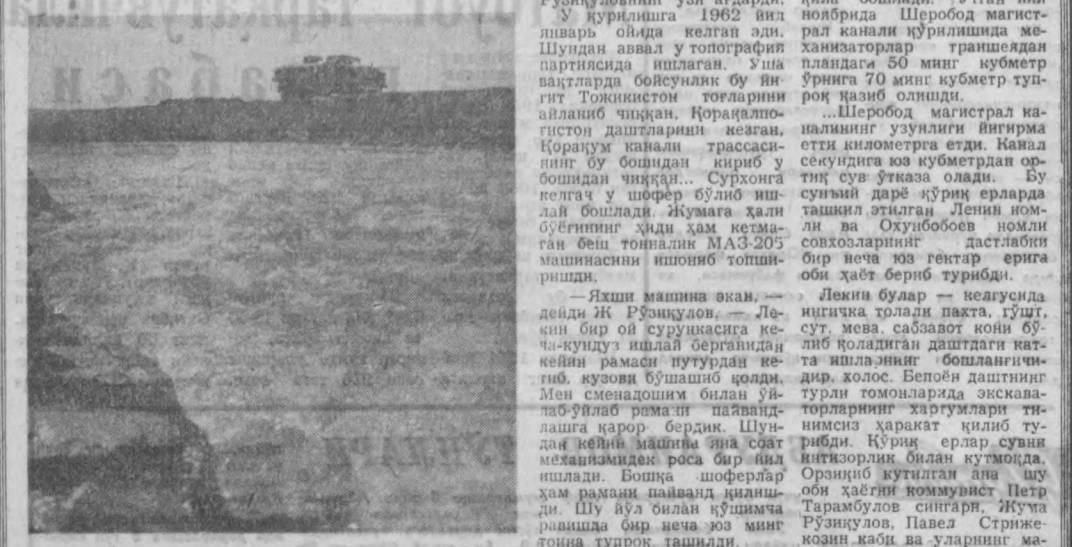 Рўзиқуловнинг ўзи ағдарди.
У қурилишга 1962 йил
январь ойида келган эди.
Шундан аввал у топография
партиясида ишлаган. Уша
вақтларда бойсунлик бу йи-
гит Тожикистон тоғларини
айланиб чиққан, Қорақалпо-
ғистон даштларини кезган,
Қорақум канали трассаси-
нинг бу бошидан кириб у
бошидан чиққан... Сурхонга
келгач у шофёр бўлиб иш-
лай бошлади. Жумага ҳали
бўёғининг ҳиди ҳам кетма-
ган беш тонналик МАЗ-205
машинасини ишониб топши-
ришди.
—Яхши машина экан, —
дейди Ж Рўзиқулов. — Ле-
кин бир ой сурункасига ке-
ча-кундуз ишлай берганидан
кейин рамаси путурдан ке-
тиб, кузови бўшашиб қолди.
Мен сменадошим билан ўй-
лаб-ўйлаб рамани пайванд-
лашга қарор бердик. Шун-
дан кейин машина яна соат
механизмидек роса бир йил
ишлади. Бошқа шоферлар
ҳам рамани пайванд қилиш-
ди. Шу йўл билан қўшимча
равишда бир неча юз минг
тонна тупроқ ташилди.
ноябрида Шеробод магист-
рал канали қурилишида ме-
ханизаторлар траншеядан
пландаги 50 минг кубметр
ўрнига 70 минг кубметр туп-
роқ қазиб олишди.
...Шеробод магистрал ка-
налининг узунлиги йигирма
етти километрга етди. Канал
секундига юз кубметрдан ор-
тиқ сув ўтказа олади. Бу
сунъий дарё қўриқ ерларда
ташкил этилган Ленин ном-
ли ва Охунбобоев номли
совхозларнинг дастлабки
бир неча юз гектар ерига
оби ҳаёт бериб турибди.
Лекин булар — келгусида
ингичка толали пахта, гўшт,
сут, мева, сабзавот кони бў-
либ қоладиган даштдаги кат-
та ишларнинг бошланғичи-
дир, холос. Бепоён даштнинг
турли томонларида экскава-
торларнинг хартумлари ти-
нимсиз ҳаракат қилиб ту-
рибди. Қўриқ ерлар сувни
интизорлик билан кутмоқда.
Орзиқиб кутилган ана шу
оби ҳаётни коммунист Петр
Тарамбулов сингари, Жума
Рўзиқулов, Павел Стриже-
козин каби ва уларнинг ма-